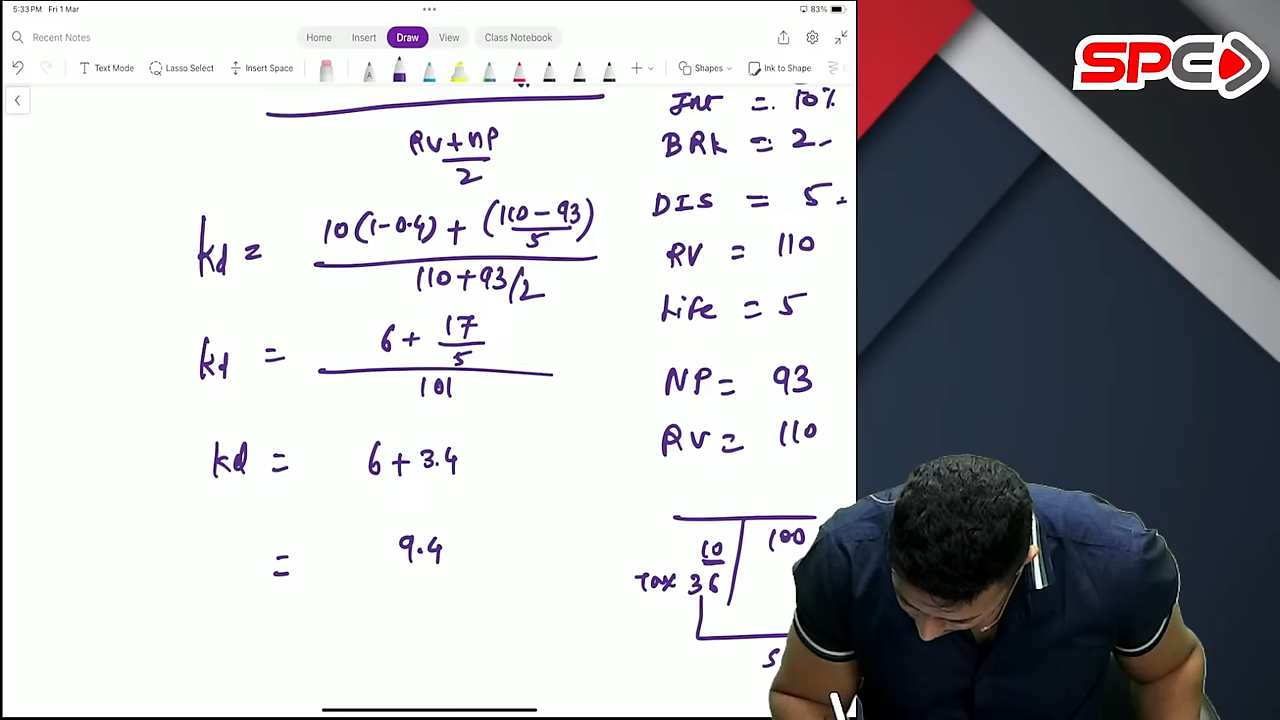 5:33 PM Fri 1 Mar
83%
Recent Notes
Home Insert Draw View Class Notebook
Text Mode Lasso Select Insert Space Shapes Ink to Shape
RV+NP
2
kd = 10(1-0.4) + (110-93)
5
110+93/2
kd = 6 + 17
5
101
kd = 6+3.4
= 9.4
Int = 10%
BRK = 2-
DIS = 5
RV = 110
Life = 5
NP = 93
RV = 110
10 100
Tax 36
S
SPC